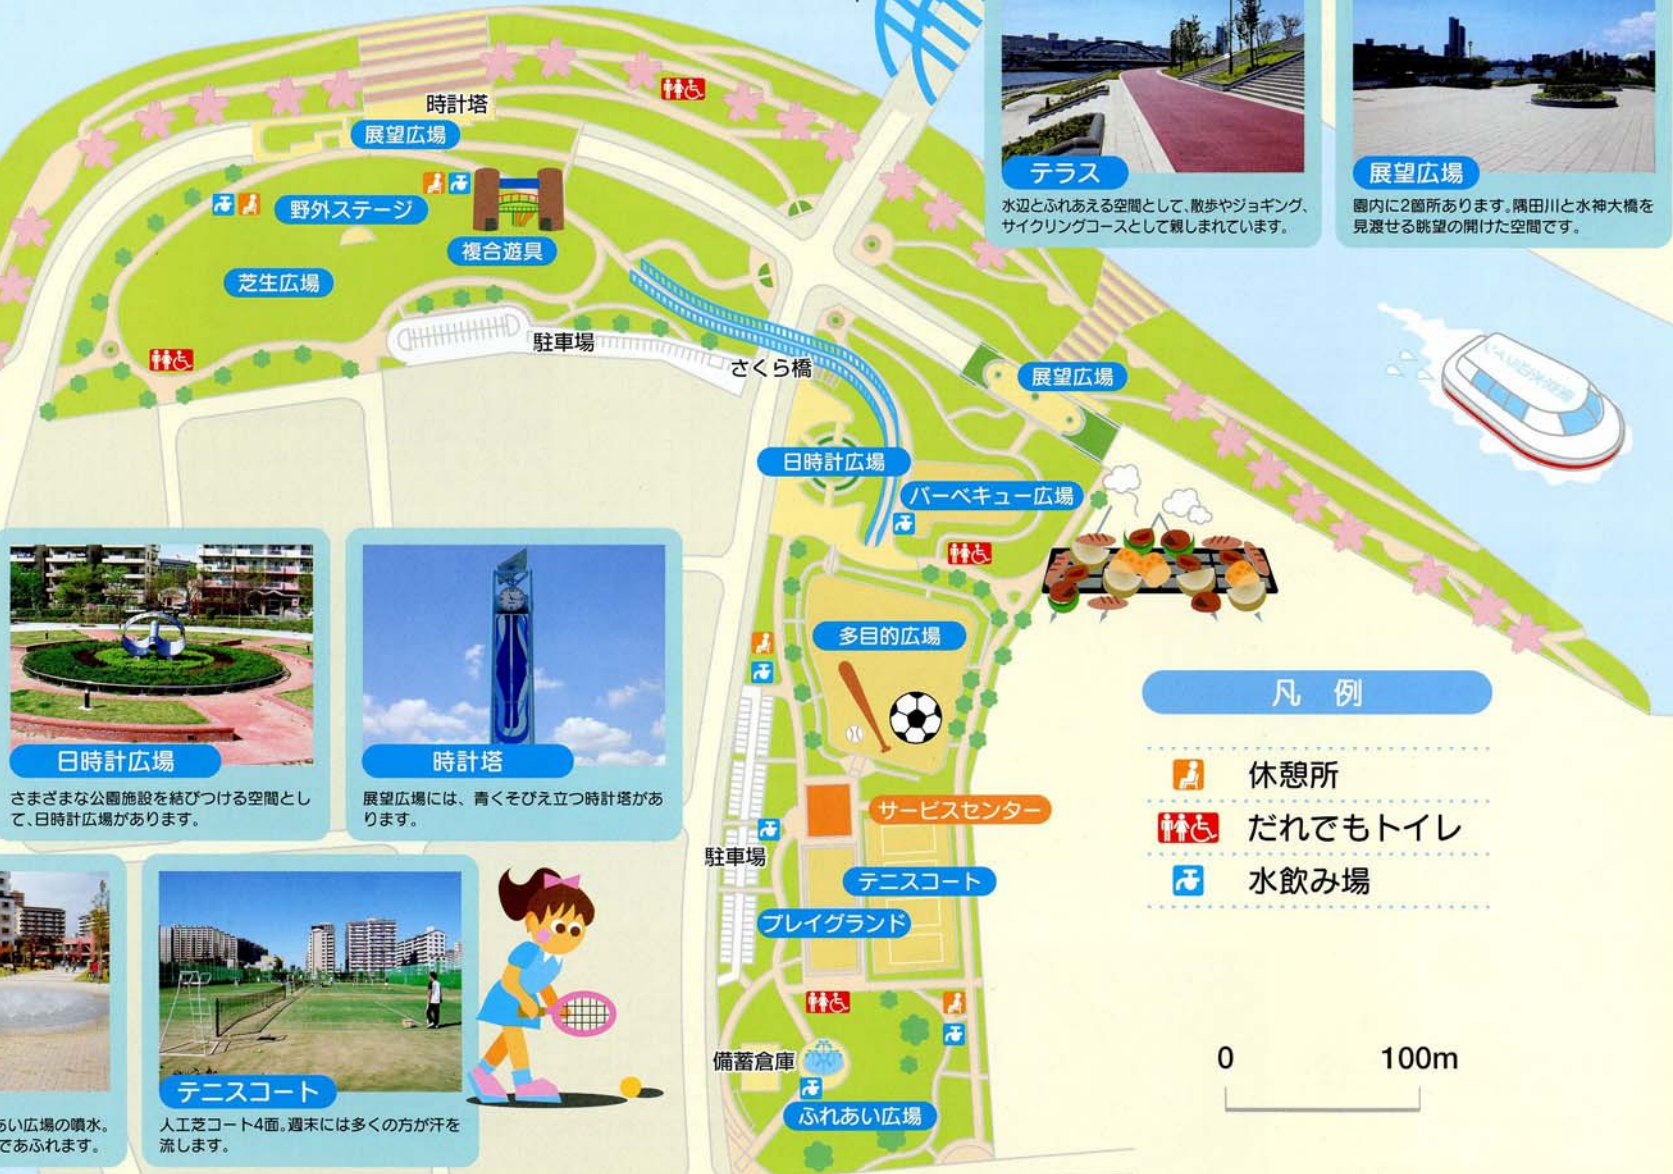 時計塔
展望広場
野外ステージ
複合遊具
芝生広場
駐車場
さくら橋
展望広場
日時計広場
バーベキュー広場
多目的広場
サービスセンター
駐車場
テニスコート
プレイグランド
備蓄倉庫
ふれあい広場
テラス
水辺とふれあえる空間として、散歩やジョギング、
サイクリングコースとして親しまれています。
展望広場
園内に2箇所あります。隅田川と水神大橋を
見渡せる眺望の開けた空間です。
日時計広場
さまざまな公園施設を結びつける空間とし
て、日時計広場があります。
時計塔
展望広場には、青くそびえ立つ時計塔があ
ります。
あい広場の噴水。
であふれます。
テニスコート
人工芝コート4面。週末には多くの方が汗を
流します。
凡 例
休憩所
だれでもトイレ
水飲み場
0 100m